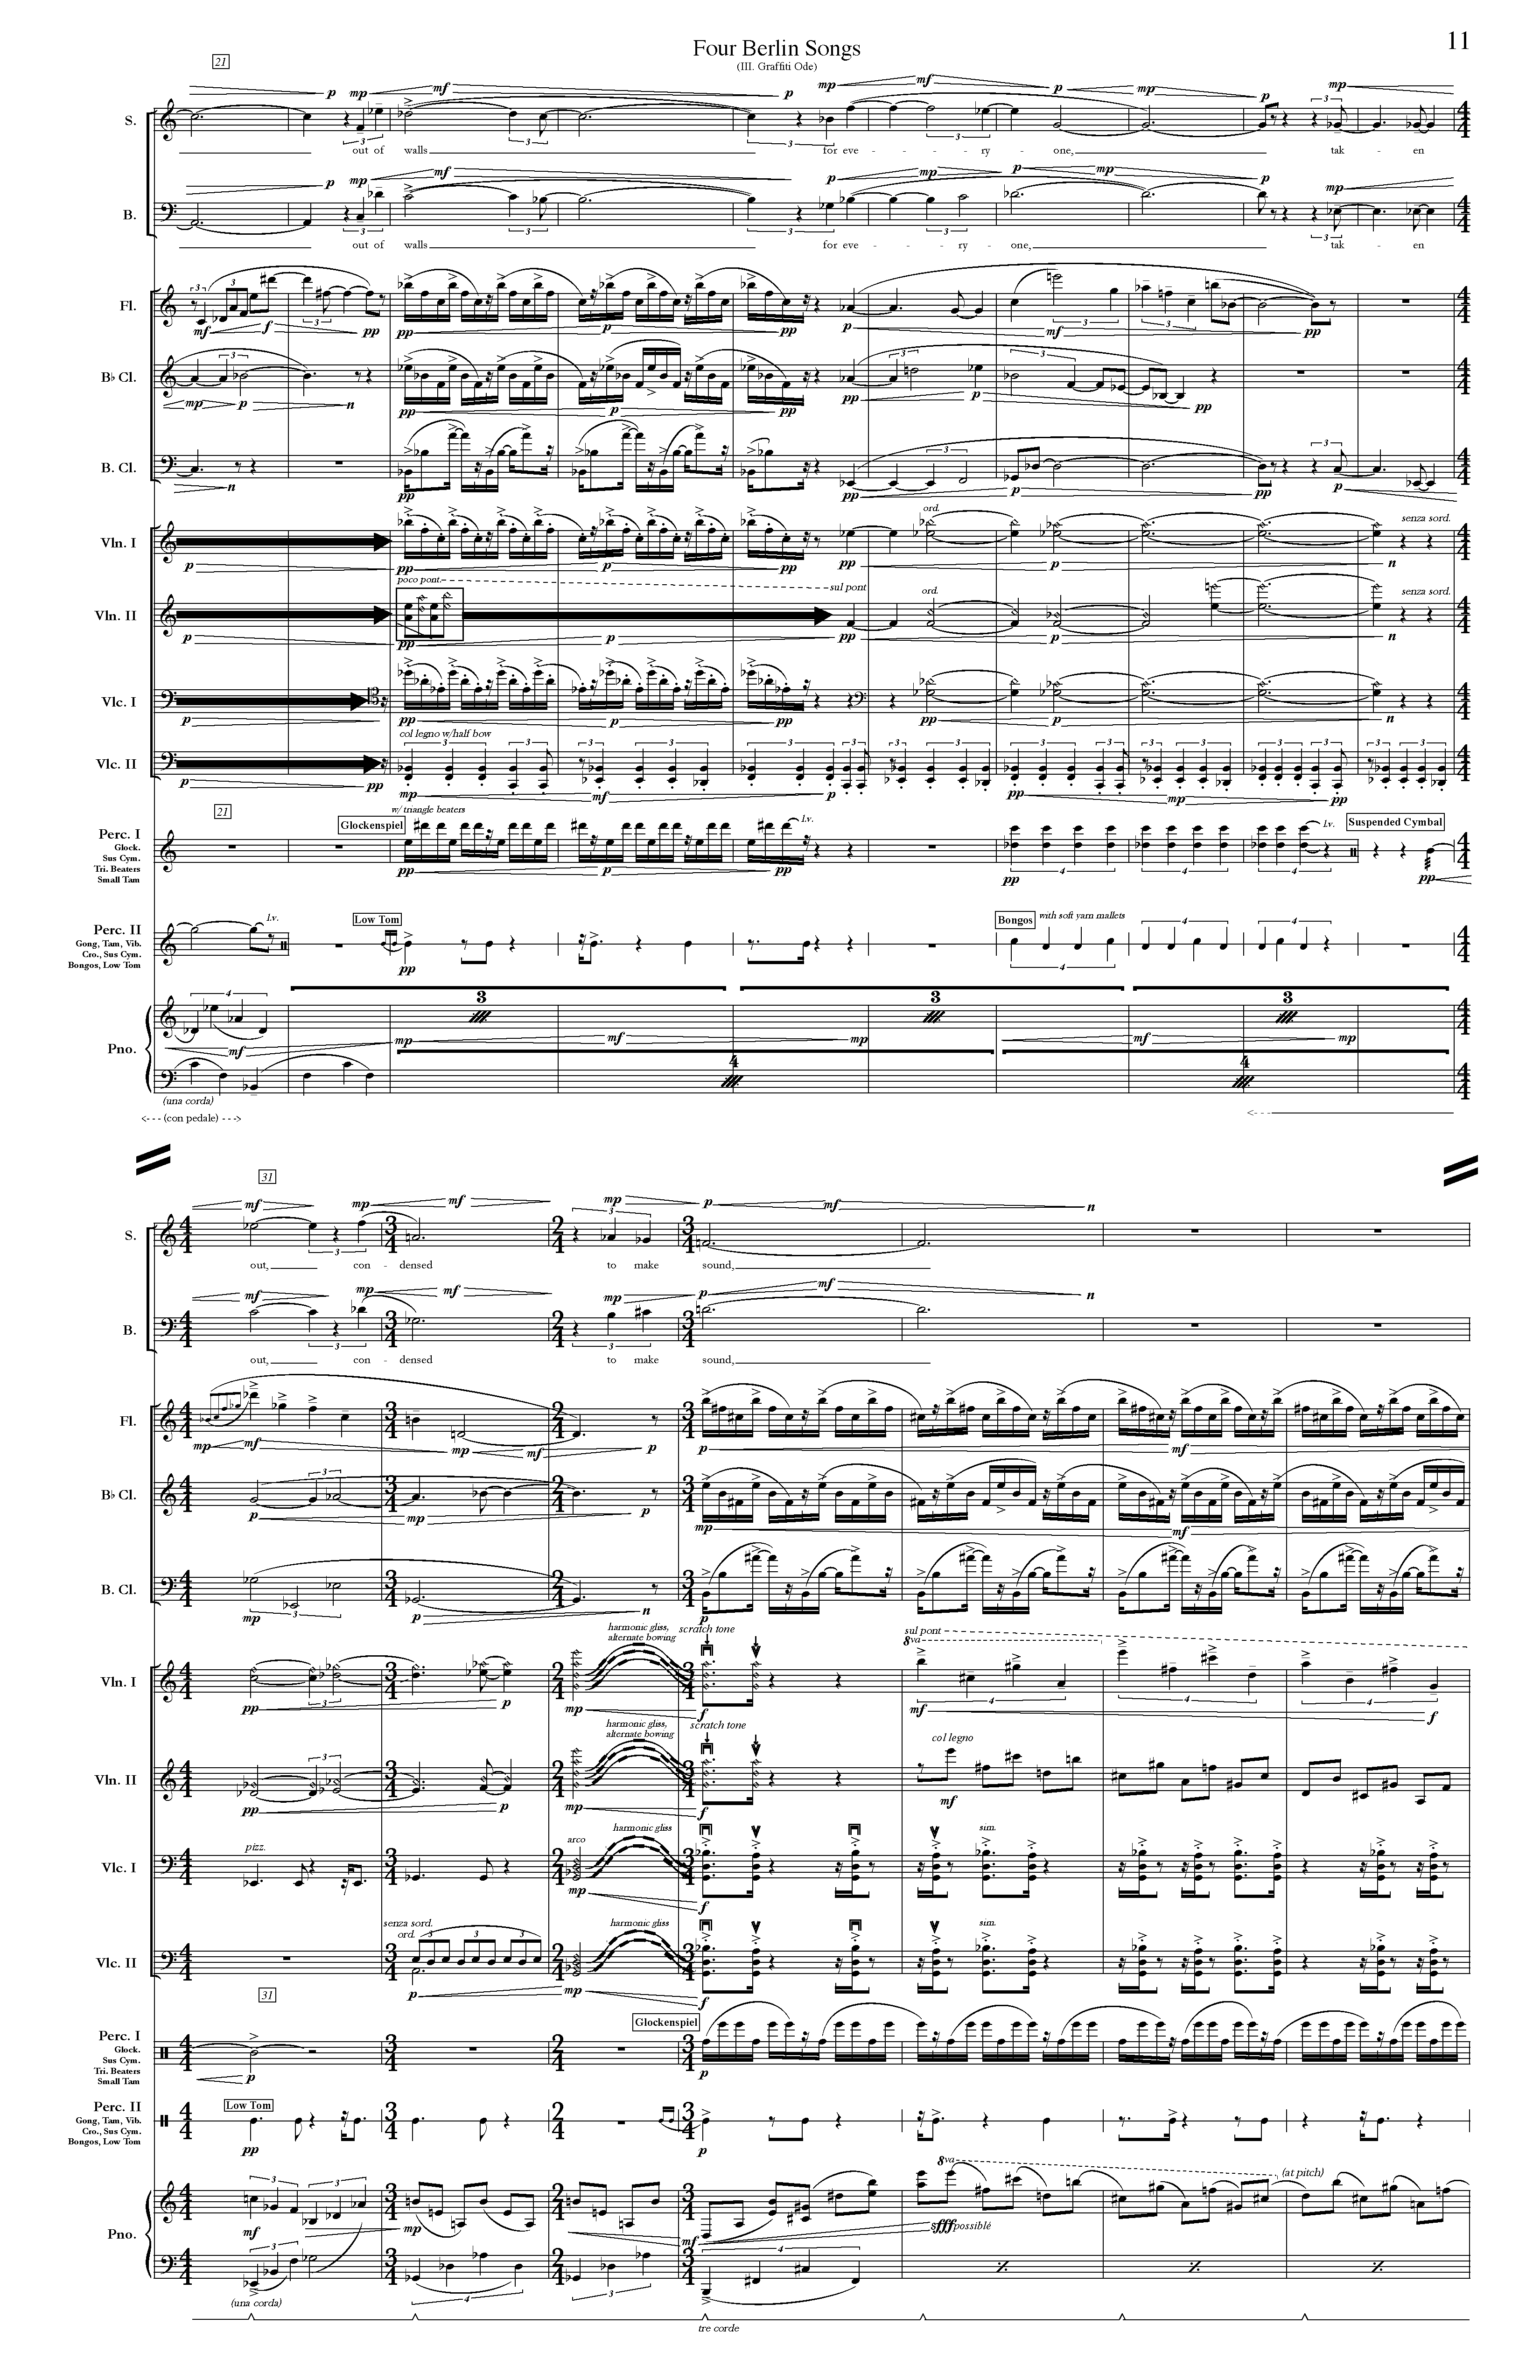 Four Berlin Songs
(III. Graffiti Ode)
11
21
p mp mf p mp mf p mp p mp
S.
out of walls for eve - - - ry - one, tak - en
p mp mf p mp p mp p mp
B.
out of walls for eve - - - ry - one, tak - en
Fl.
mf f pp pp p pp p mf pp
B♭ Cl.
mp p n pp p pp pp p pp
B. Cl.
n pp pp p pp p
ord. senza sord.
Vln. I
p pp p pp pp p n
poco pont. sul pont ord. senza sord.
Vln. II
p pp p pp p n
Vlc. I
p pp p pp pp p n
col legno w/half bow
Vlc. II
p pp mp mf p pp mp pp
21
w/ triangle beaters
Glockenspiel l.v. l.v. Suspended Cymbal
Perc. I
Glock.
Sus Cym.
Tri. Beaters
Small Tam
pp p pp pp pp
l.v. Low Tom Bongos with soft yarn mallets
Perc. II
Gong, Tam, Vib.
Cro., Sus Cym.
Bongos, Low Tom
pp
Pno.
mf mp mf mp mf mp
(una corda)
<- - - (con pedale) - - ->
<- - -
31
mf mp mf mp p mf n
S.
out, con - densed to make sound,
mf mp mf mp p mf n
B.
out, con - densed to make sound,
Fl.
mp mf mp mf p p mf
B♭ Cl.
p mp p mp mf
B. Cl.
mp p n p
harmonic gliss, alternate bowing scratch tone sul pont 8va
Vln. I
pp p mp f mf f
harmonic gliss, alternate bowing scratch tone col legno
Vln. II
pp p mp f mf
pizz. arco harmonic gliss sim.
Vlc. I
mp f
senza sord. ord. harmonic gliss sim.
Vlc. II
p mp f
31
Glockenspiel
Perc. I
Glock.
Sus Cym.
Tri. Beaters
Small Tam
p p
Low Tom
Perc. II
Gong, Tam, Vib.
Cro., Sus Cym.
Bongos, Low Tom
pp p
8va (at pitch)
Pno.
mf mp mf sfff possiblé
(una corda)
tre corde